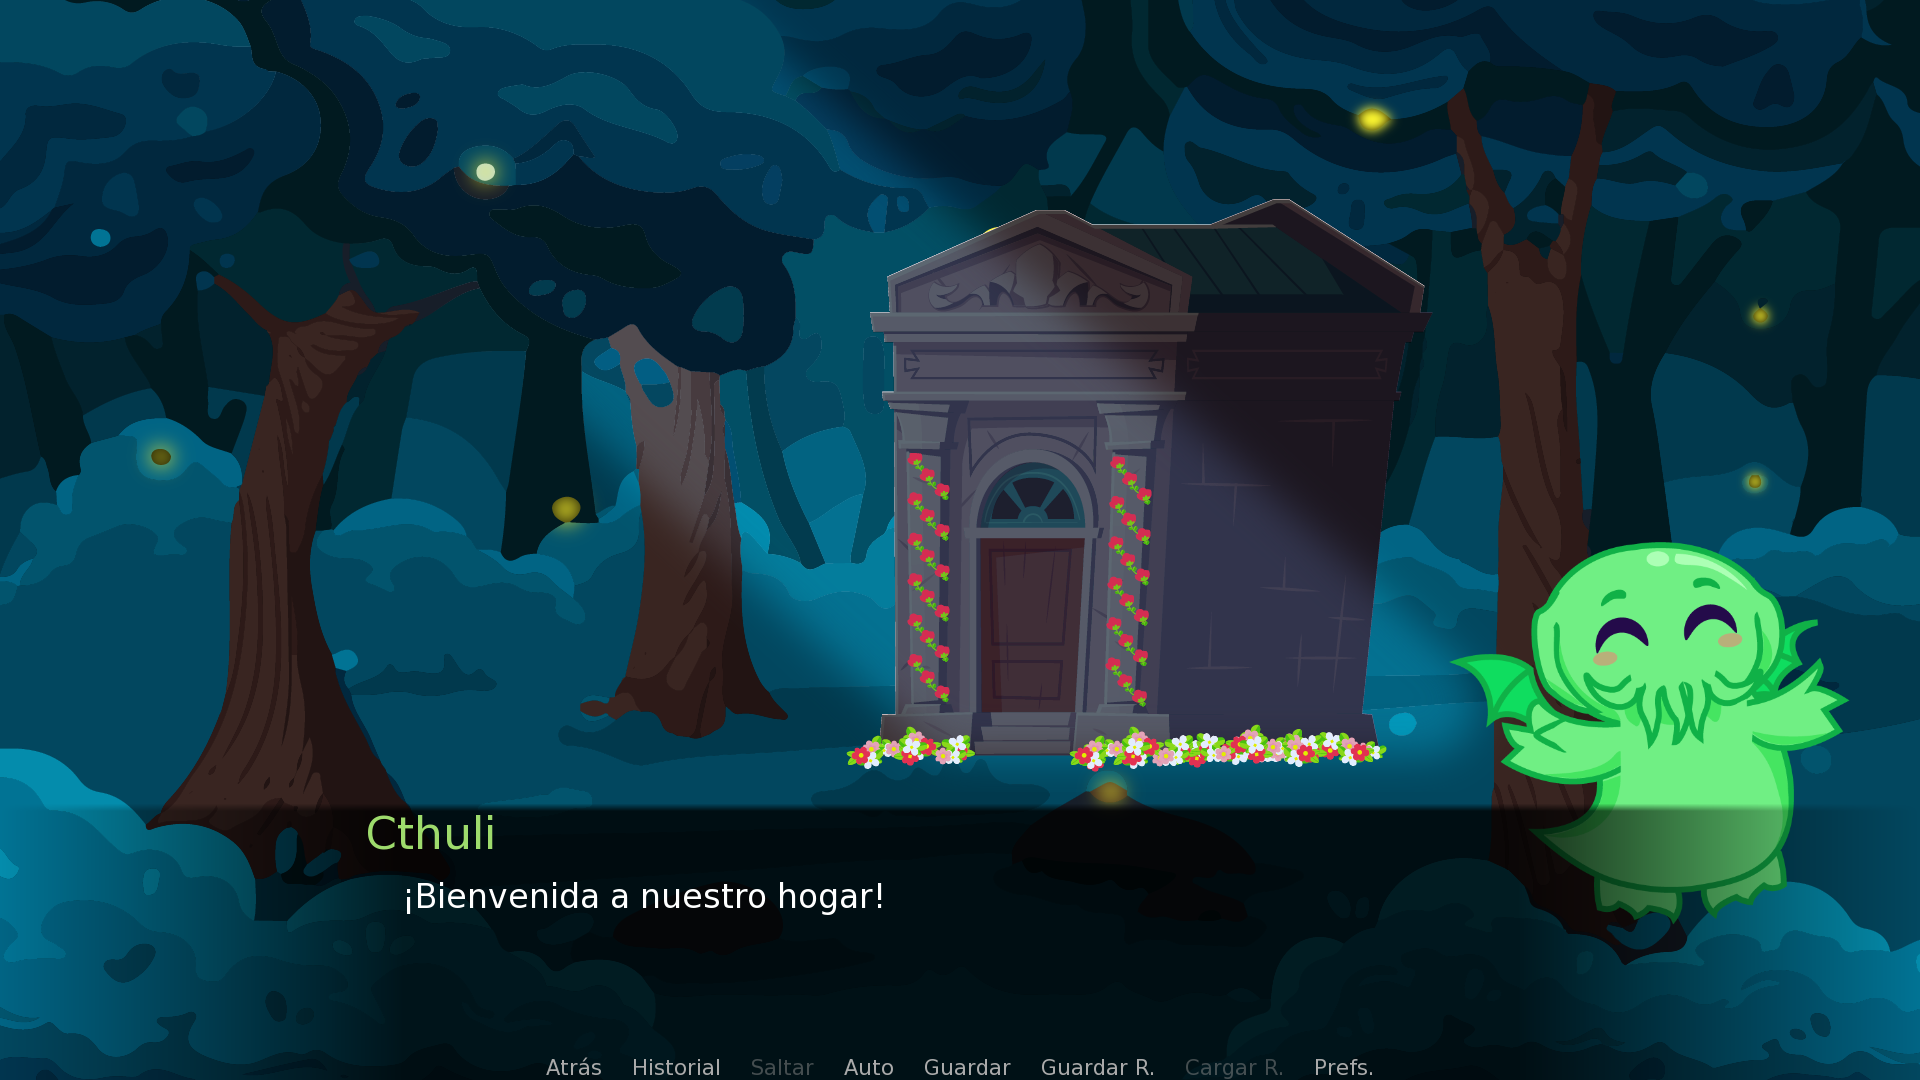 Cthuli
¡Bienvenida a nuestro hogar!
Atrás Historial Saltar Auto Guardar Guardar R. Cargar R. Prefs.